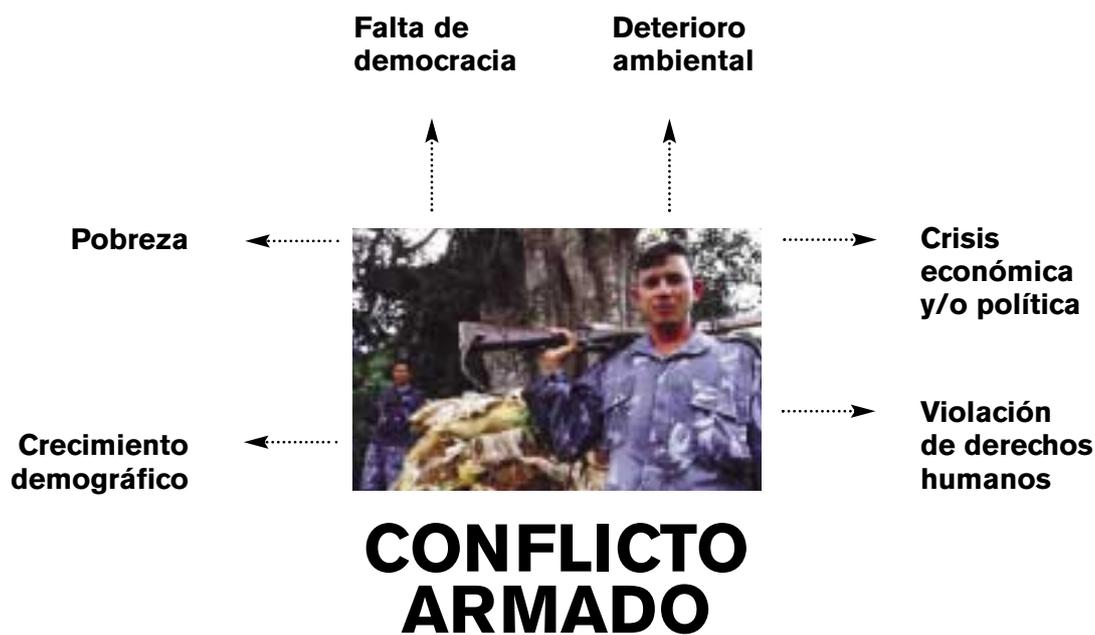 Falta de
democracia
Deterioro
ambiental
Pobreza
Crisis
económica
y/o política
Crecimiento
demográfico
Violación
de derechos
humanos
CONFLICTO
ARMADO